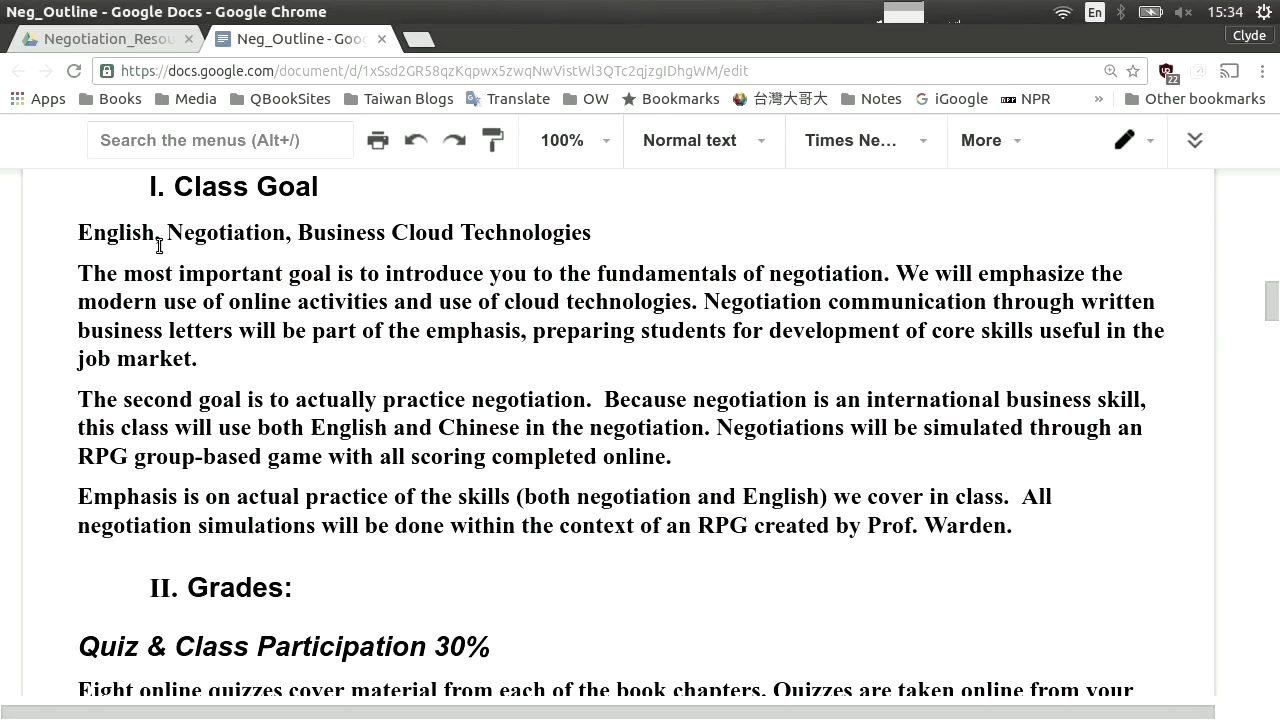 Neg_Outline - Google Docs - Google Chrome
En
15:34
Negotiation_Resou
Neg_Outline - Goog
Clyde
https://docs.google.com/document/d/
/edit
22
Apps Books Media QBookSites Taiwan Blogs Translate OW Bookmarks 台灣大哥大 Notes iGoogle NPR » Other bookmarks
Search the menus (Alt+/)
100%
Normal text
Times Ne...
More
I. Class Goal
English, Negotiation, Business Cloud Technologies
The most important goal is to introduce you to the fundamentals of negotiation. We will emphasize the
modern use of online activities and use of cloud technologies. Negotiation communication through written
business letters will be part of the emphasis, preparing students for development of core skills useful in the
job market.
The second goal is to actually practice negotiation.  Because negotiation is an international business skill,
this class will use both English and Chinese in the negotiation. Negotiations will be simulated through an
RPG group-based game with all scoring completed online.
Emphasis is on actual practice of the skills (both negotiation and English) we cover in class.  All
negotiation simulations will be done within the context of an RPG created by Prof. Warden.
II. Grades:
Quiz & Class Participation 30%
Eight online quizzes cover material from each of the book chapters. Quizzes are taken online from your